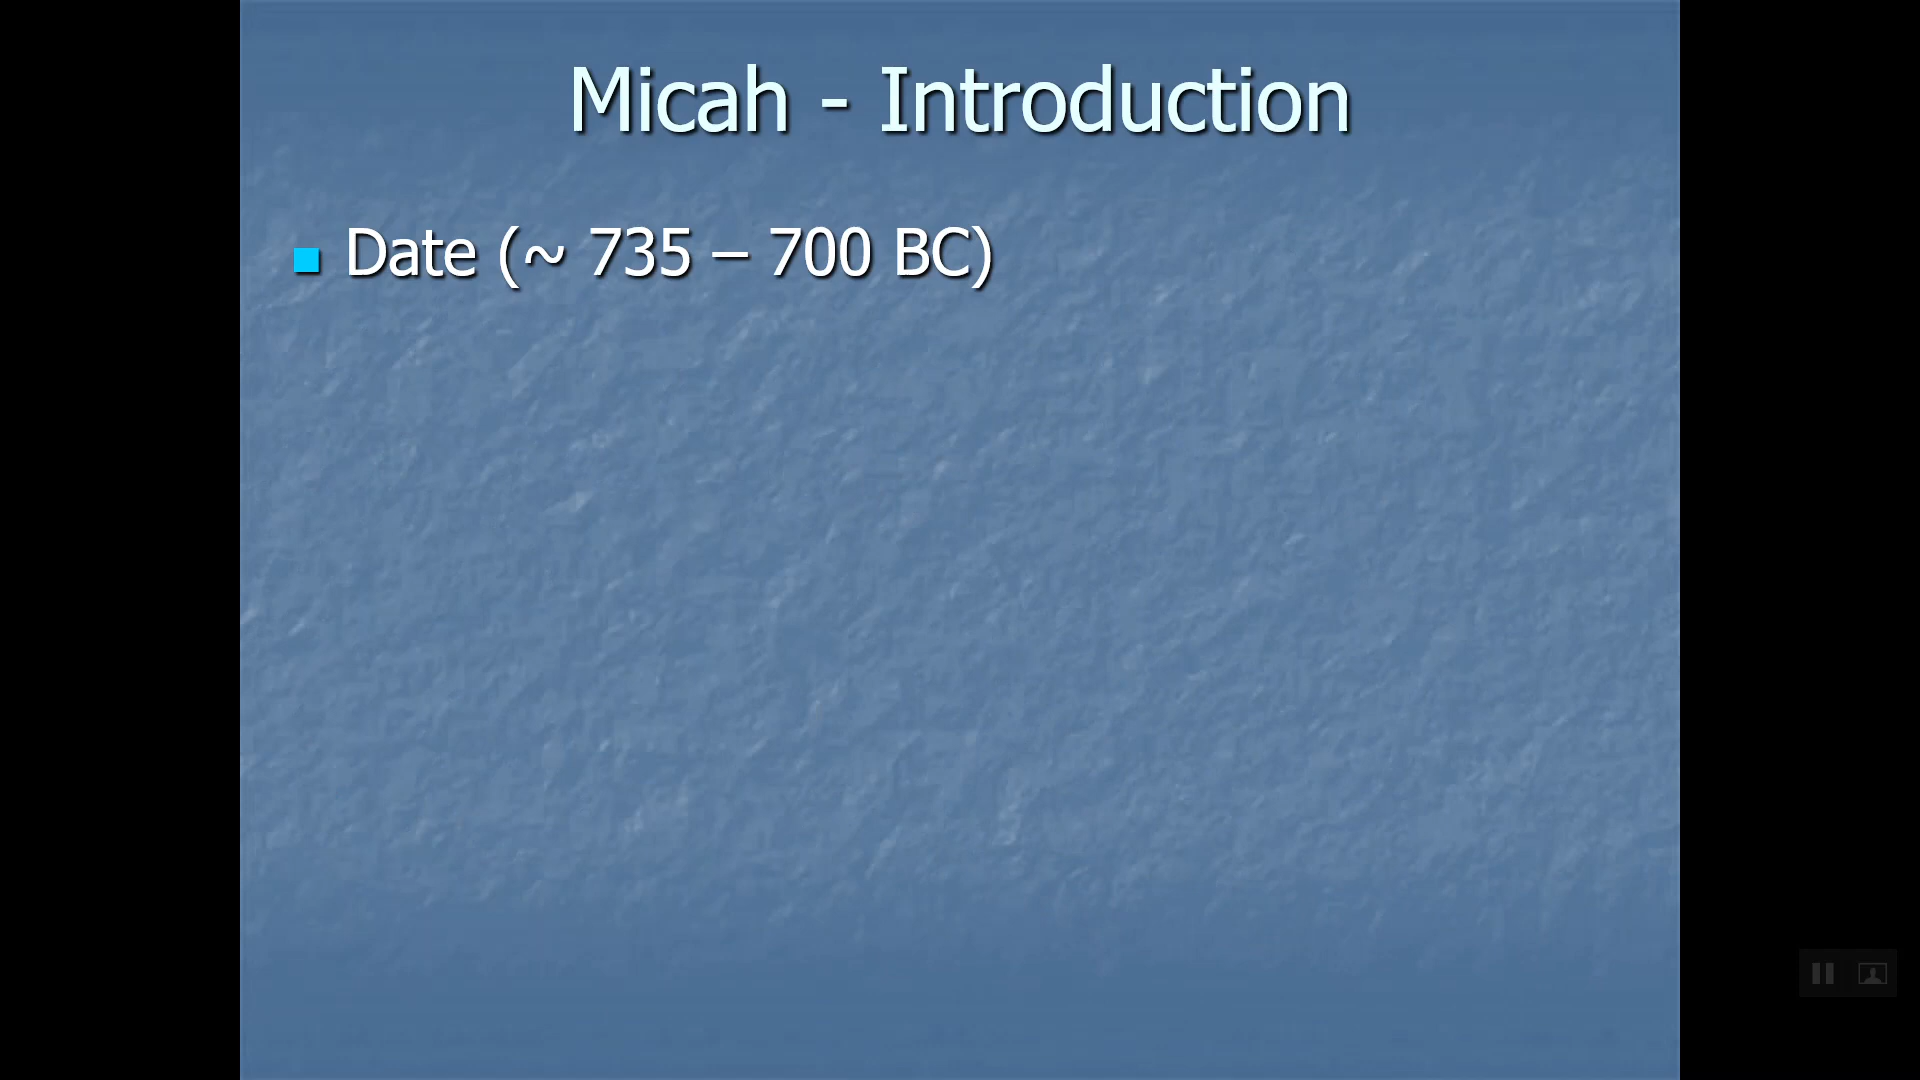 Micah - Introduction
Date (~ 735 – 700 BC)